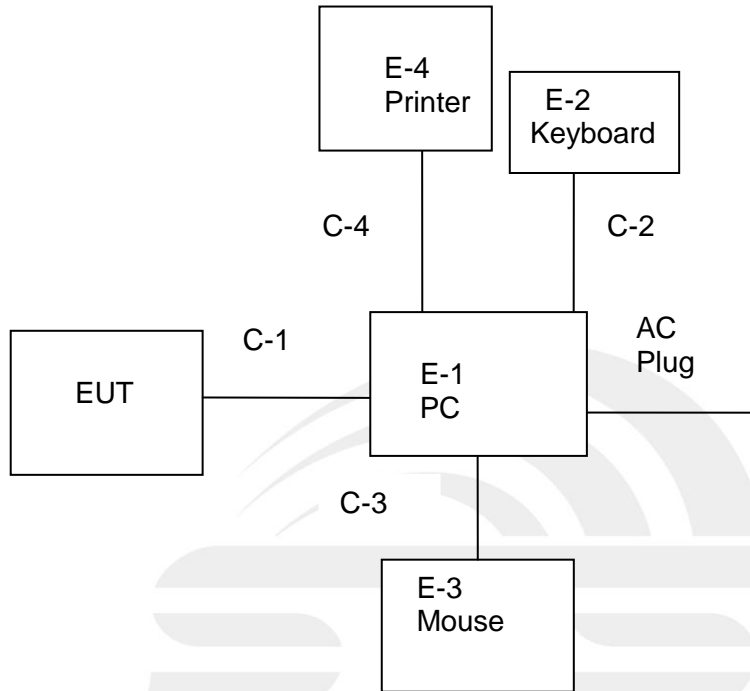 E-4
Printer
E-2
Keyboard
C-4
C-2
C-1
AC
Plug
EUT
E-1
PC
C-3
E-3
Mouse